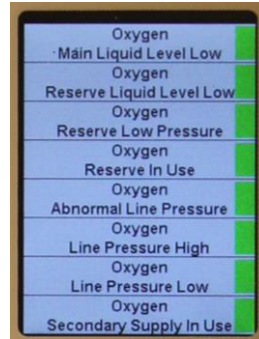 Oxygen
Main Liquid Level Low
Oxygen
Reserve Liquid Level Low
Oxygen
Reserve Low Pressure
Oxygen
Reserve In Use
Oxygen
Abnormal Line Pressure
Oxygen
Line Pressure High
Oxygen
Line Pressure Low
Oxygen
Secondary Supply In Use